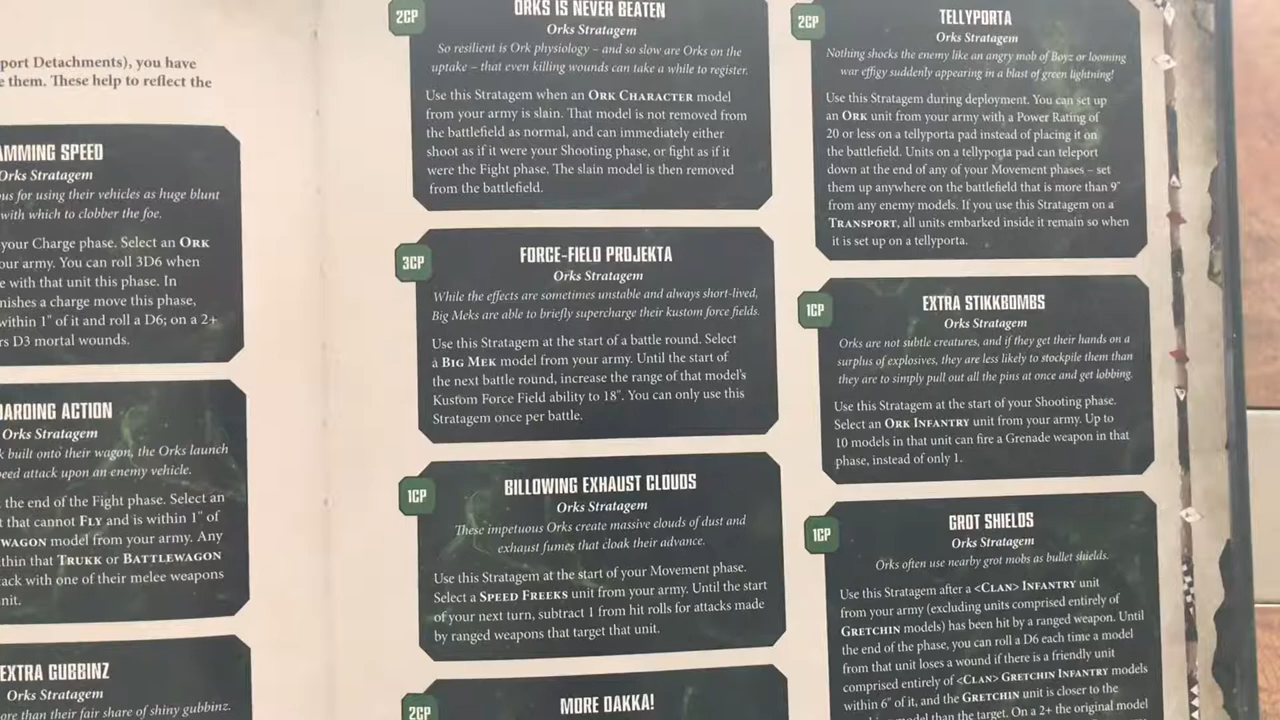 port Detachments), you have
e them. These help to reflect the
AMMING SPEED
Orks Stratagem
us for using their vehicles as huge blunt
with which to clobber the foe.
your Charge phase. Select an ORK
our army. You can roll 3D6 when
e with that unit this phase. In
nishes a charge move this phase,
within 1" of it and roll a D6; on a 2+
rs D3 mortal wounds.
OARDING ACTION
Orks Stratagem
k built onto their wagon, the Orks launch
peed attack upon an enemy vehicle.
the end of the Fight phase. Select an
t that cannot FLY and is within 1" of
WAGON model from your army. Any
thin that TRUKK or BATTLEWAGON
ack with one of their melee weapons
nit.
EXTRA GUBBINZ
Orks Stratagem
ore than their fair share of shiny gubbinz.
2CP
ORKS IS NEVER BEATEN
Orks Stratagem
So resilient is Ork physiology – and so slow are Orks on the
uptake – that even killing wounds can take a while to register.
Use this Stratagem when an ORK CHARACTER model
from your army is slain. That model is not removed from
the battlefield as normal, and can immediately either
shoot as if it were your Shooting phase, or fight as if it
were the Fight phase. The slain model is then removed
from the battlefield.
3CP
FORCE-FIELD PROJEKTA
Orks Stratagem
While the effects are sometimes unstable and always short-lived,
Big Meks are able to briefly supercharge their kustom force fields.
Use this Stratagem at the start of a battle round. Select
a BIG MEK model from your army. Until the start of
the next battle round, increase the range of that model's
Kustom Force Field ability to 18". You can only use this
Stratagem once per battle.
1CP
BILLOWING EXHAUST CLOUDS
Orks Stratagem
These impetuous Orks create massive clouds of dust and
exhaust fumes that cloak their advance.
Use this Stratagem at the start of your Movement phase.
Select a SPEED FREEKS unit from your army. Until the start
of your next turn, subtract 1 from hit rolls for attacks made
by ranged weapons that target that unit.
2CP
MORE DAKKA!
2CP
TELLYPORTA
Orks Stratagem
Nothing shocks the enemy like an angry mob of Boyz or looming
war effigy suddenly appearing in a blast of green lightning!
Use this Stratagem during deployment. You can set up
an ORK unit from your army with a Power Rating of
20 or less on a tellyporta pad instead of placing it on
the battlefield. Units on a tellyporta pad can teleport
down at the end of any of your Movement phases – set
them up anywhere on the battlefield that is more than 9"
from any enemy models. If you use this Stratagem on a
TRANSPORT, all units embarked inside it remain so when
it is set up on a tellyporta.
1CP
EXTRA STIKKBOMBS
Orks Stratagem
Orks are not subtle creatures, and if they get their hands on a
surplus of explosives, they are less likely to stockpile them than
they are to simply pull out all the pins at once and get lobbing.
Use this Stratagem at the start of your Shooting phase.
Select an ORK INFANTRY unit from your army. Up to
10 models in that unit can fire a Grenade weapon in that
phase, instead of only 1.
1CP
GROT SHIELDS
Orks Stratagem
Orks often use nearby grot mobs as bullet shields.
Use this Stratagem after a <CLAN> INFANTRY unit
from your army (excluding units comprised entirely of
GRETCHIN models) has been hit by a ranged weapon. Until
the end of the phase, you can roll a D6 each time a model
from that unit loses a wound if there is a friendly unit
comprised entirely of <CLAN> GRETCHIN INFANTRY models
within 6" of it, and the GRETCHIN unit is closer to the
model than the target. On a 2+ the original model